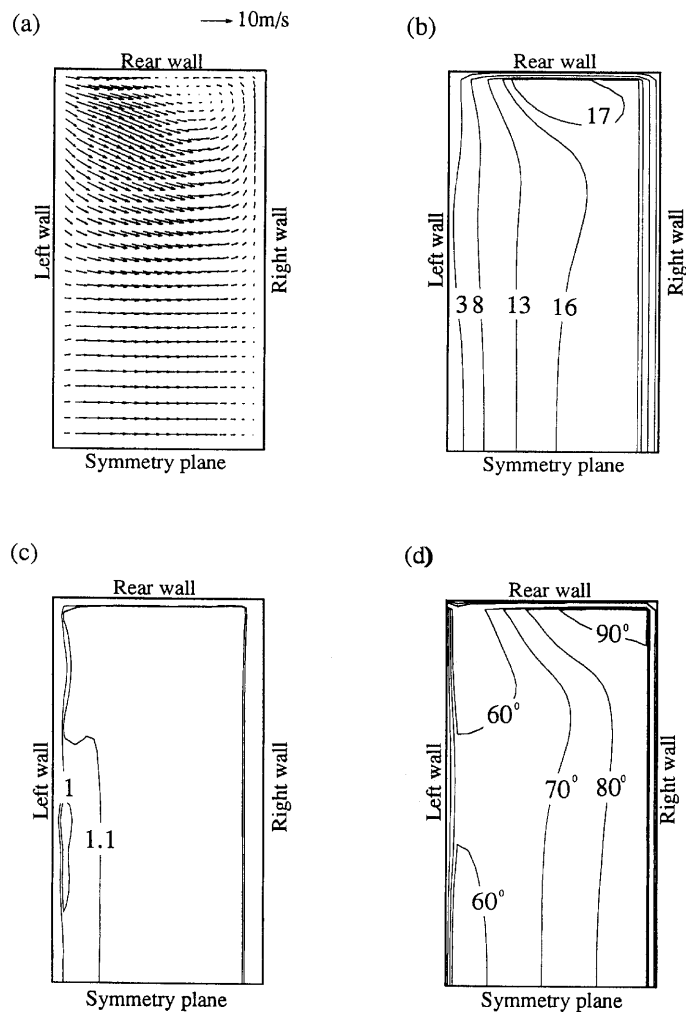 (a)
10m/s
Rear wall
Left wall
Right wall
Symmetry plane
(b)
Rear wall
17
Left wall
3 8 13 16
Right wall
Symmetry plane
(c)
Rear wall
Left wall
1
1.1
Right wall
Symmetry plane
(d)
Rear wall
90°
60°
Left wall
70° 80°
60°
Right wall
Symmetry plane